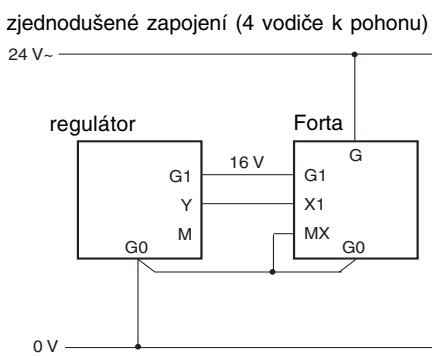 zjednodušené zapojení (4 vodiče k pohonu)
24 V~
regulátor
Forta
G
G1
16 V
G1
Y
X1
M
MX
G0
G0
0 V